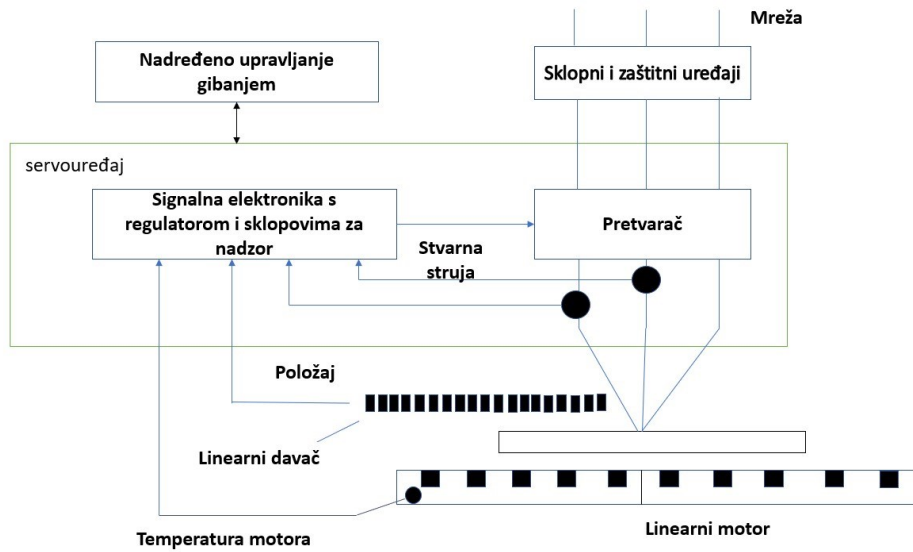 Mreža
Nadređeno upravljanje
gibanjem
Sklopni i zaštitni uređaji
servouređaj
Signalna elektronika s
regulatorom i sklopovima za
nadzor
Pretvarač
Stvarna
struja
Položaj
Linearni davač
Linearni motor
Temperatura motora